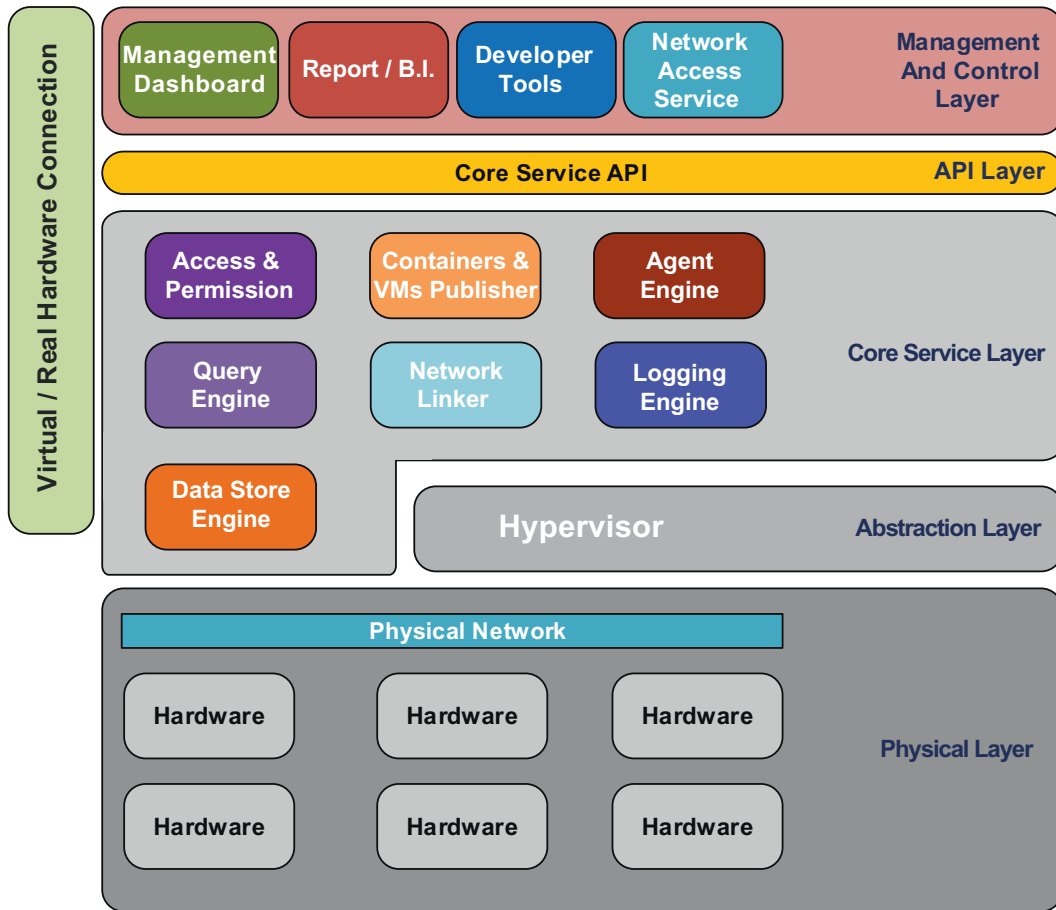 Virtual / Real Hardware Connection
Management
Dashboard
Report / B.I.
Developer
Tools
Network
Access
Service
Management
And Control
Layer
Core Service API
API Layer
Access &
Permission
Containers &
VMs Publisher
Agent
Engine
Query
Engine
Network
Linker
Logging
Engine
Core Service Layer
Data Store
Engine
Hypervisor
Abstraction Layer
Physical Network
Hardware
Hardware
Hardware
Physical Layer
Hardware
Hardware
Hardware